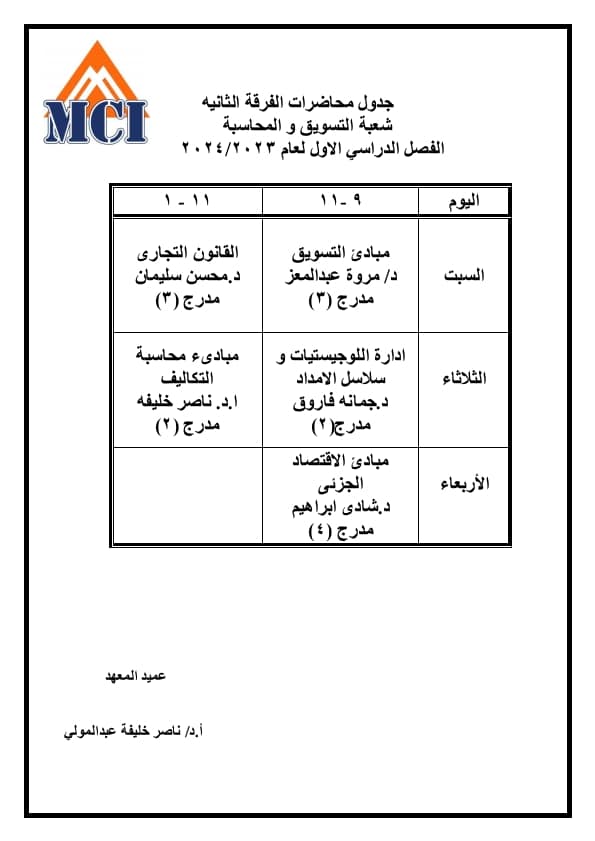 MCI
جدول محاضرات الفرقة الثانيه
شعبة التسويق و المحاسبة
الفصل الدراسي الاول لعام ٢٠٢٤/٢٠٢٣
اليوم
٩ -١١
١١ - ١
السبت
مبادئ التسويق
د/ مروة عبدالمعز
مدرج (٣)
القانون التجارى
د.محسن سليمان
مدرج (٣)
الثلاثاء
ادارة اللوجيستيات و
سلاسل الامداد
د.جمانه فاروق
مدرج(٢)
مبادىء محاسبة
التكاليف
ا.د. ناصر خليفه
مدرج (٢)
الأربعاء
مبادئ الاقتصاد
الجزئى
د.شادى ابراهيم
مدرج (٤)
عميد المعهد
أ.د/ ناصر خليفة عبدالمولي